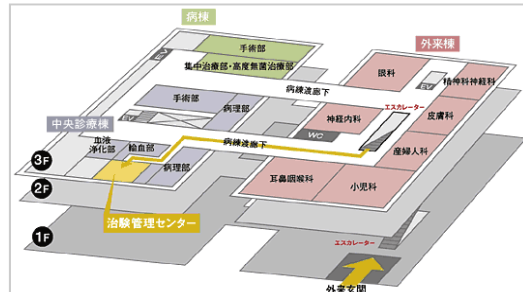 病棟
手術部
集中治療部・高度無菌治療部
外来棟
眼科
EV
精神科神経科
EV
病棟渡廊下
手術部
病理部
エスカレーター
皮膚科
神経内科
WC
中央診療棟
血液
浄化部
輸血部
病理部
病棟渡廊下
産婦人科
3F
耳鼻咽喉科
小児科
2F
治験管理センター
1F
エスカレーター
外来玄関